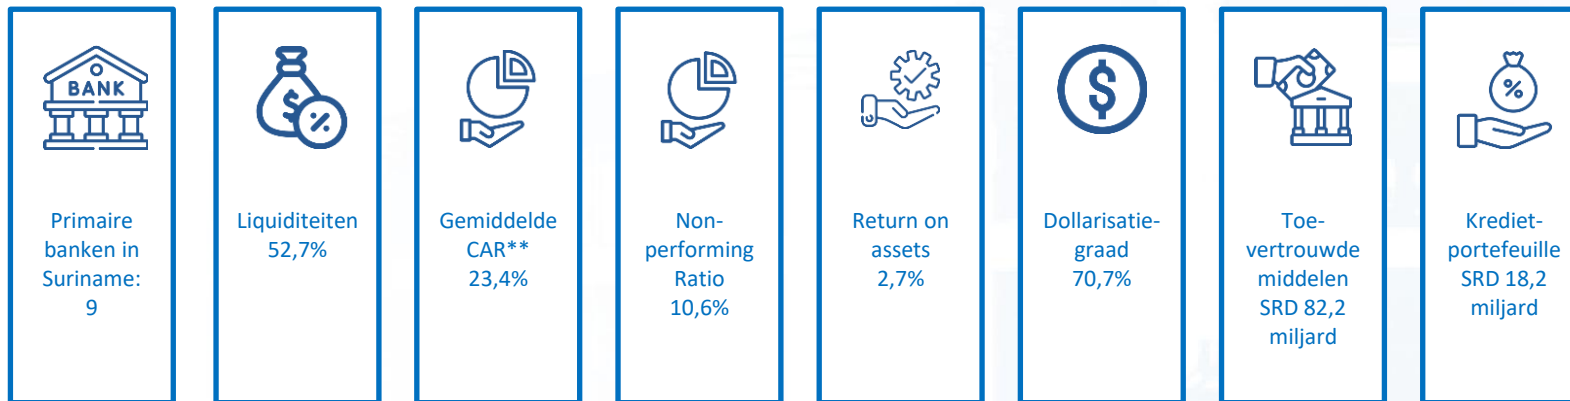 BANK
Primaire
banken in
Suriname:
9
Liquiditeiten
52,7%
Gemiddelde
CAR**
23,4%
Non-
performing
Ratio
10,6%
Return on
assets
2,7%
Dollarisatie-
graad
70,7%
Toe-
vertrouwde
middelen
SRD 82,2
miljard
Krediet-
portefeuille
SRD 18,2
miljard